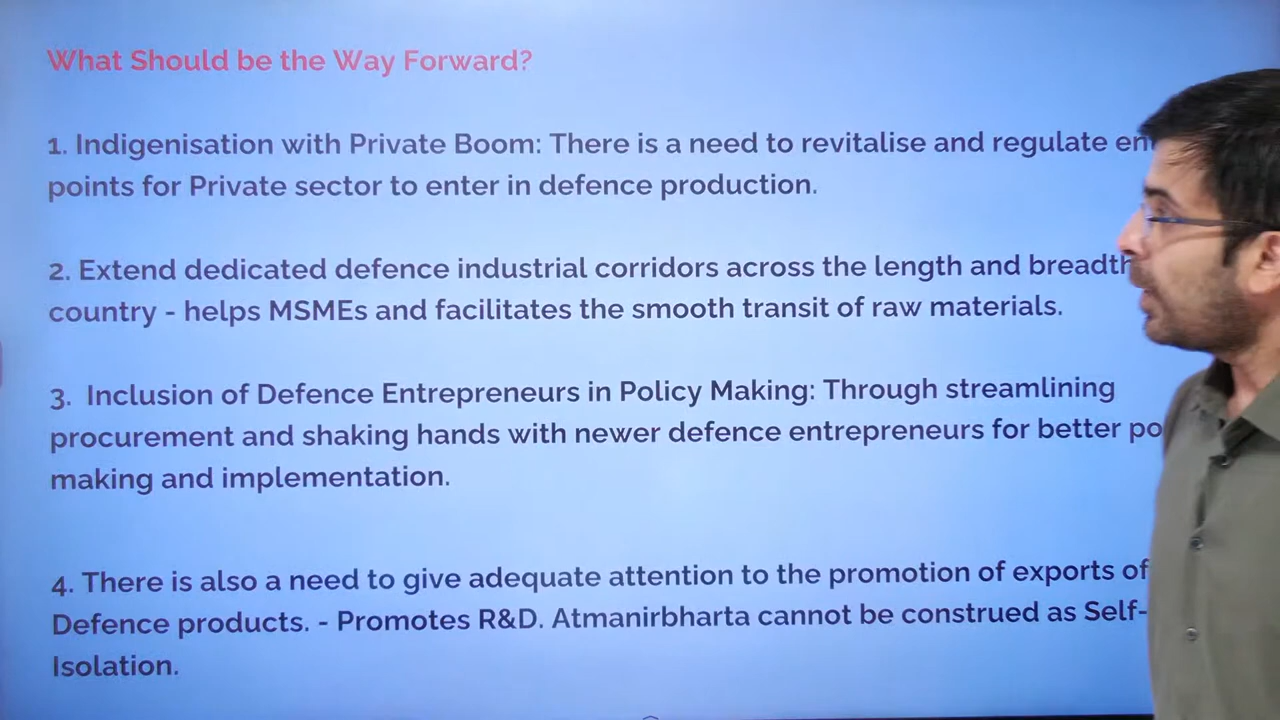 What Should be the Way Forward?
1. Indigenisation with Private Boom: There is a need to revitalise and regulate
points for Private sector to enter in defence production.
2. Extend dedicated defence industrial corridors across the length and breadth
country - helps MSMEs and facilitates the smooth transit of raw materials.
3. Inclusion of Defence Entrepreneurs in Policy Making: Through streamlining
procurement and shaking hands with newer defence entrepreneurs for better
making and implementation.
4. There is also a need to give adequate attention to the promotion of exports of
Defence products. - Promotes R&D. Atmanirbharta cannot be construed as Self-
Isolation.